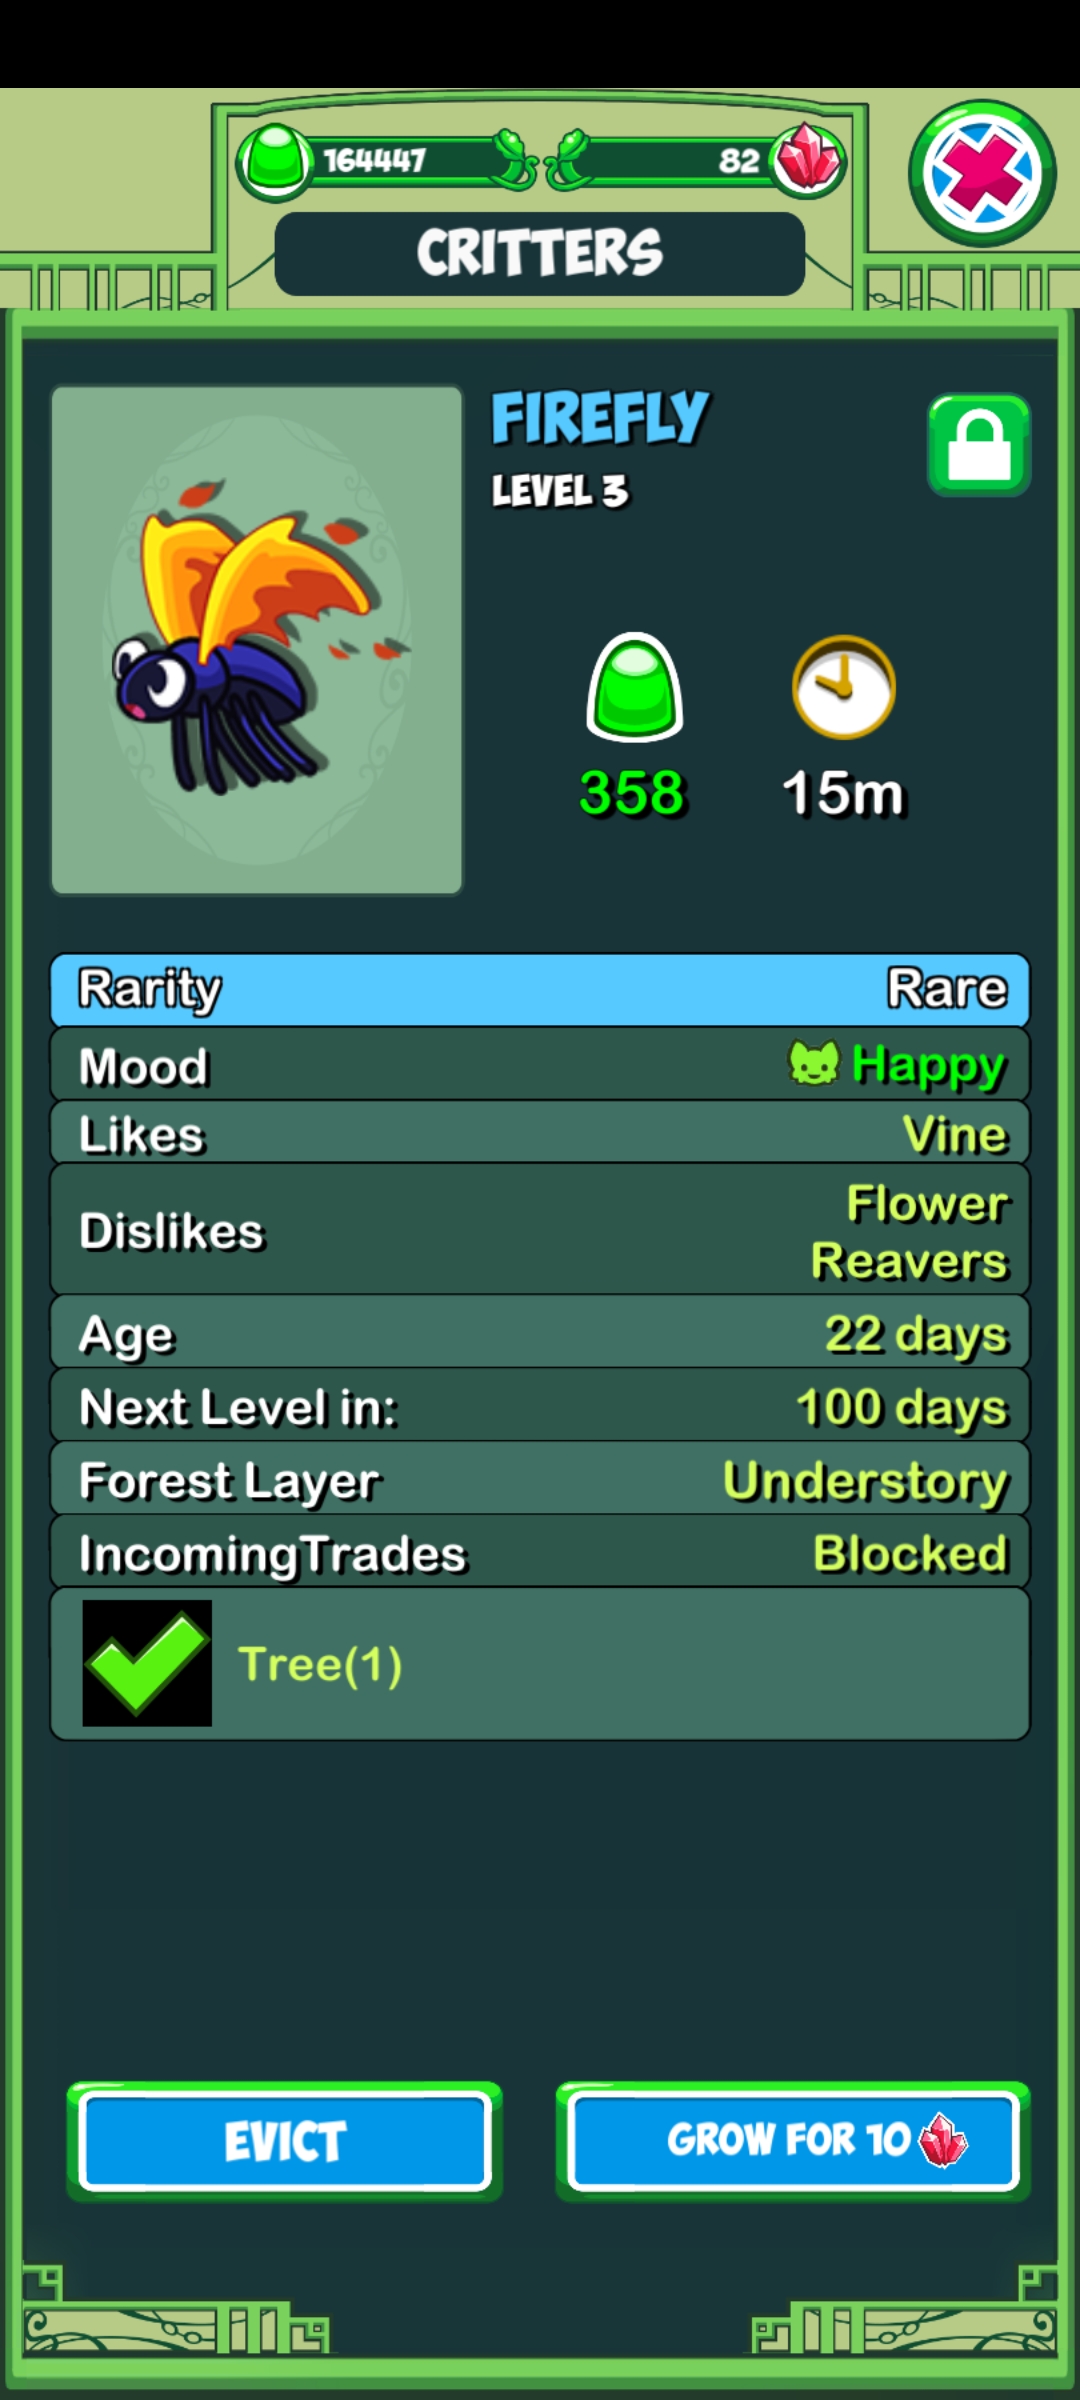 164447
82
CRITTERS
FIREFLY
LEVEL 3
358
15m
Rarity Rare
Mood Happy
Likes Vine
Dislikes Flower
Reavers
Age 22 days
Next Level in: 100 days
Forest Layer Understory
IncomingTrades Blocked
Tree(1)
EVICT
GROW FOR 10